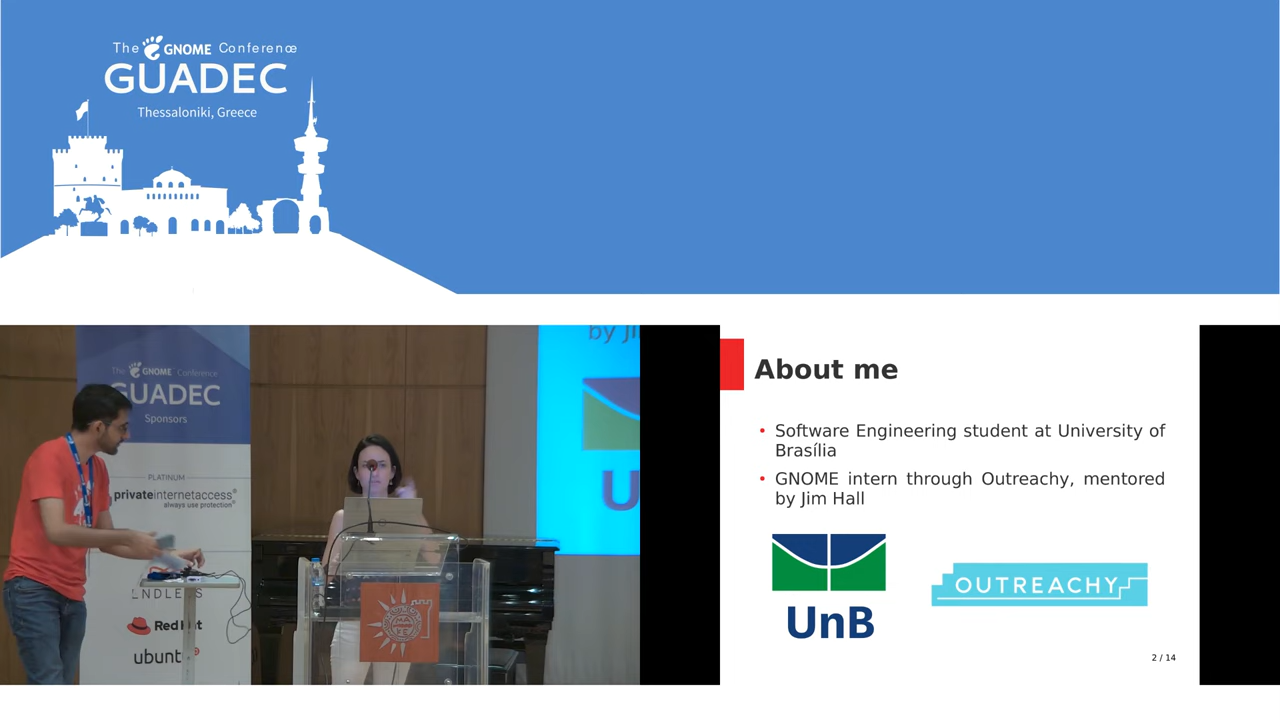 The GNOME Conference
GUADEC
Thessaloniki, Greece
by Ji
U
The GNOME Conference
GUADEC
Sponsors
PLATINUM
privateinternetaccess®
always use protection®
ENDLESS
Red Hat
ubuntu
About me
• Software Engineering student at University of
Brasília
• GNOME intern through Outreachy, mentored
by Jim Hall
UnB
OUTREACHY
2 / 14